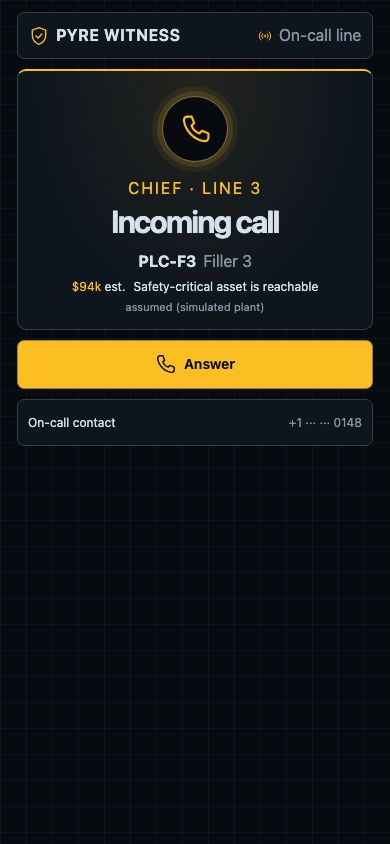 PYRE WITNESS On-call line
CHIEF · LINE 3
Incoming call
PLC-F3 Filler 3
$94k est. Safety-critical asset is reachable
assumed (simulated plant)
Answer
On-call contact +1 ··· ··· 0148